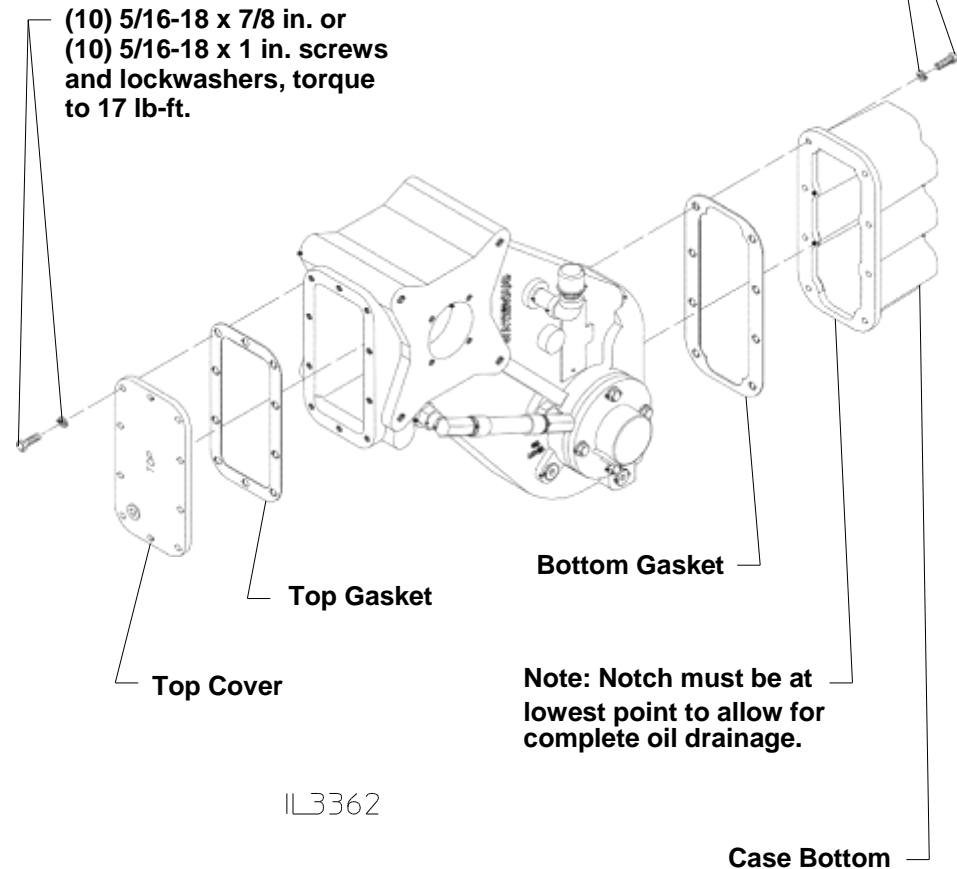 (10) 5/16-18 x 7/8 in. or
(10) 5/16-18 x 1 in. screws
and lockwashers, torque
to 17 lb-ft.
TOP
Bottom Gasket
Top Gasket
Top Cover
Note: Notch must be at
lowest point to allow for
complete oil drainage.
IL3362
Case Bottom